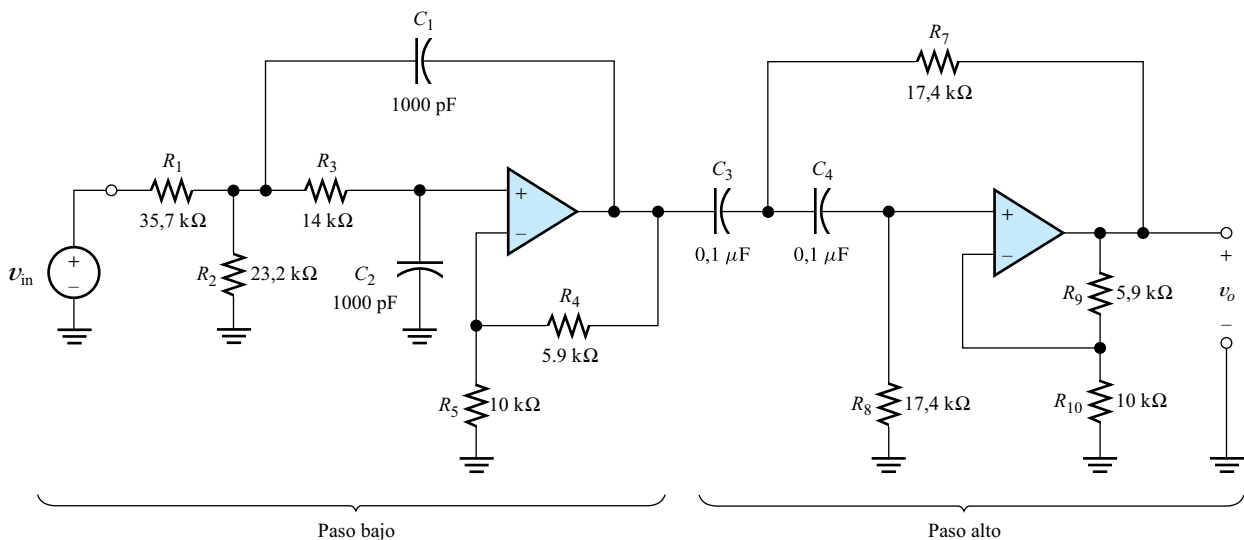 C1
1000 pF
R7
17,4 kΩ
R1
35,7 kΩ
R3
14 kΩ
C3
0,1 μF
C4
0,1 μF
+
−
+
−
vin
+
−
R2
23,2 kΩ
C2
1000 pF
R4
5.9 kΩ
R5
10 kΩ
R8
17,4 kΩ
R9
5,9 kΩ
R10
10 kΩ
+
vo
−
Paso bajo
Paso alto